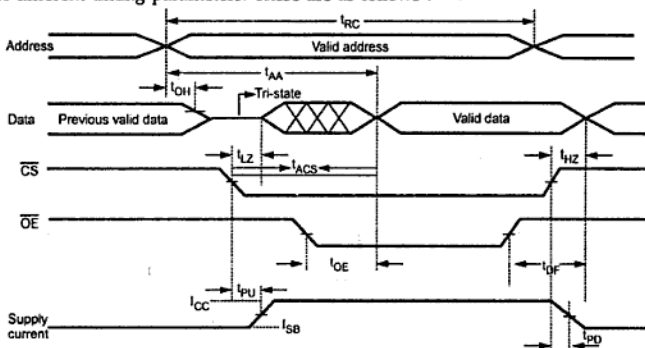 tRC
Address
Valid address
tAA
tOH
Tri-state
Data
Previous valid data
Valid data
tLZ
tACS
tHZ
CS
OE
tOE
tDF
tPU
ICC
Supply
current
ISB
tPD